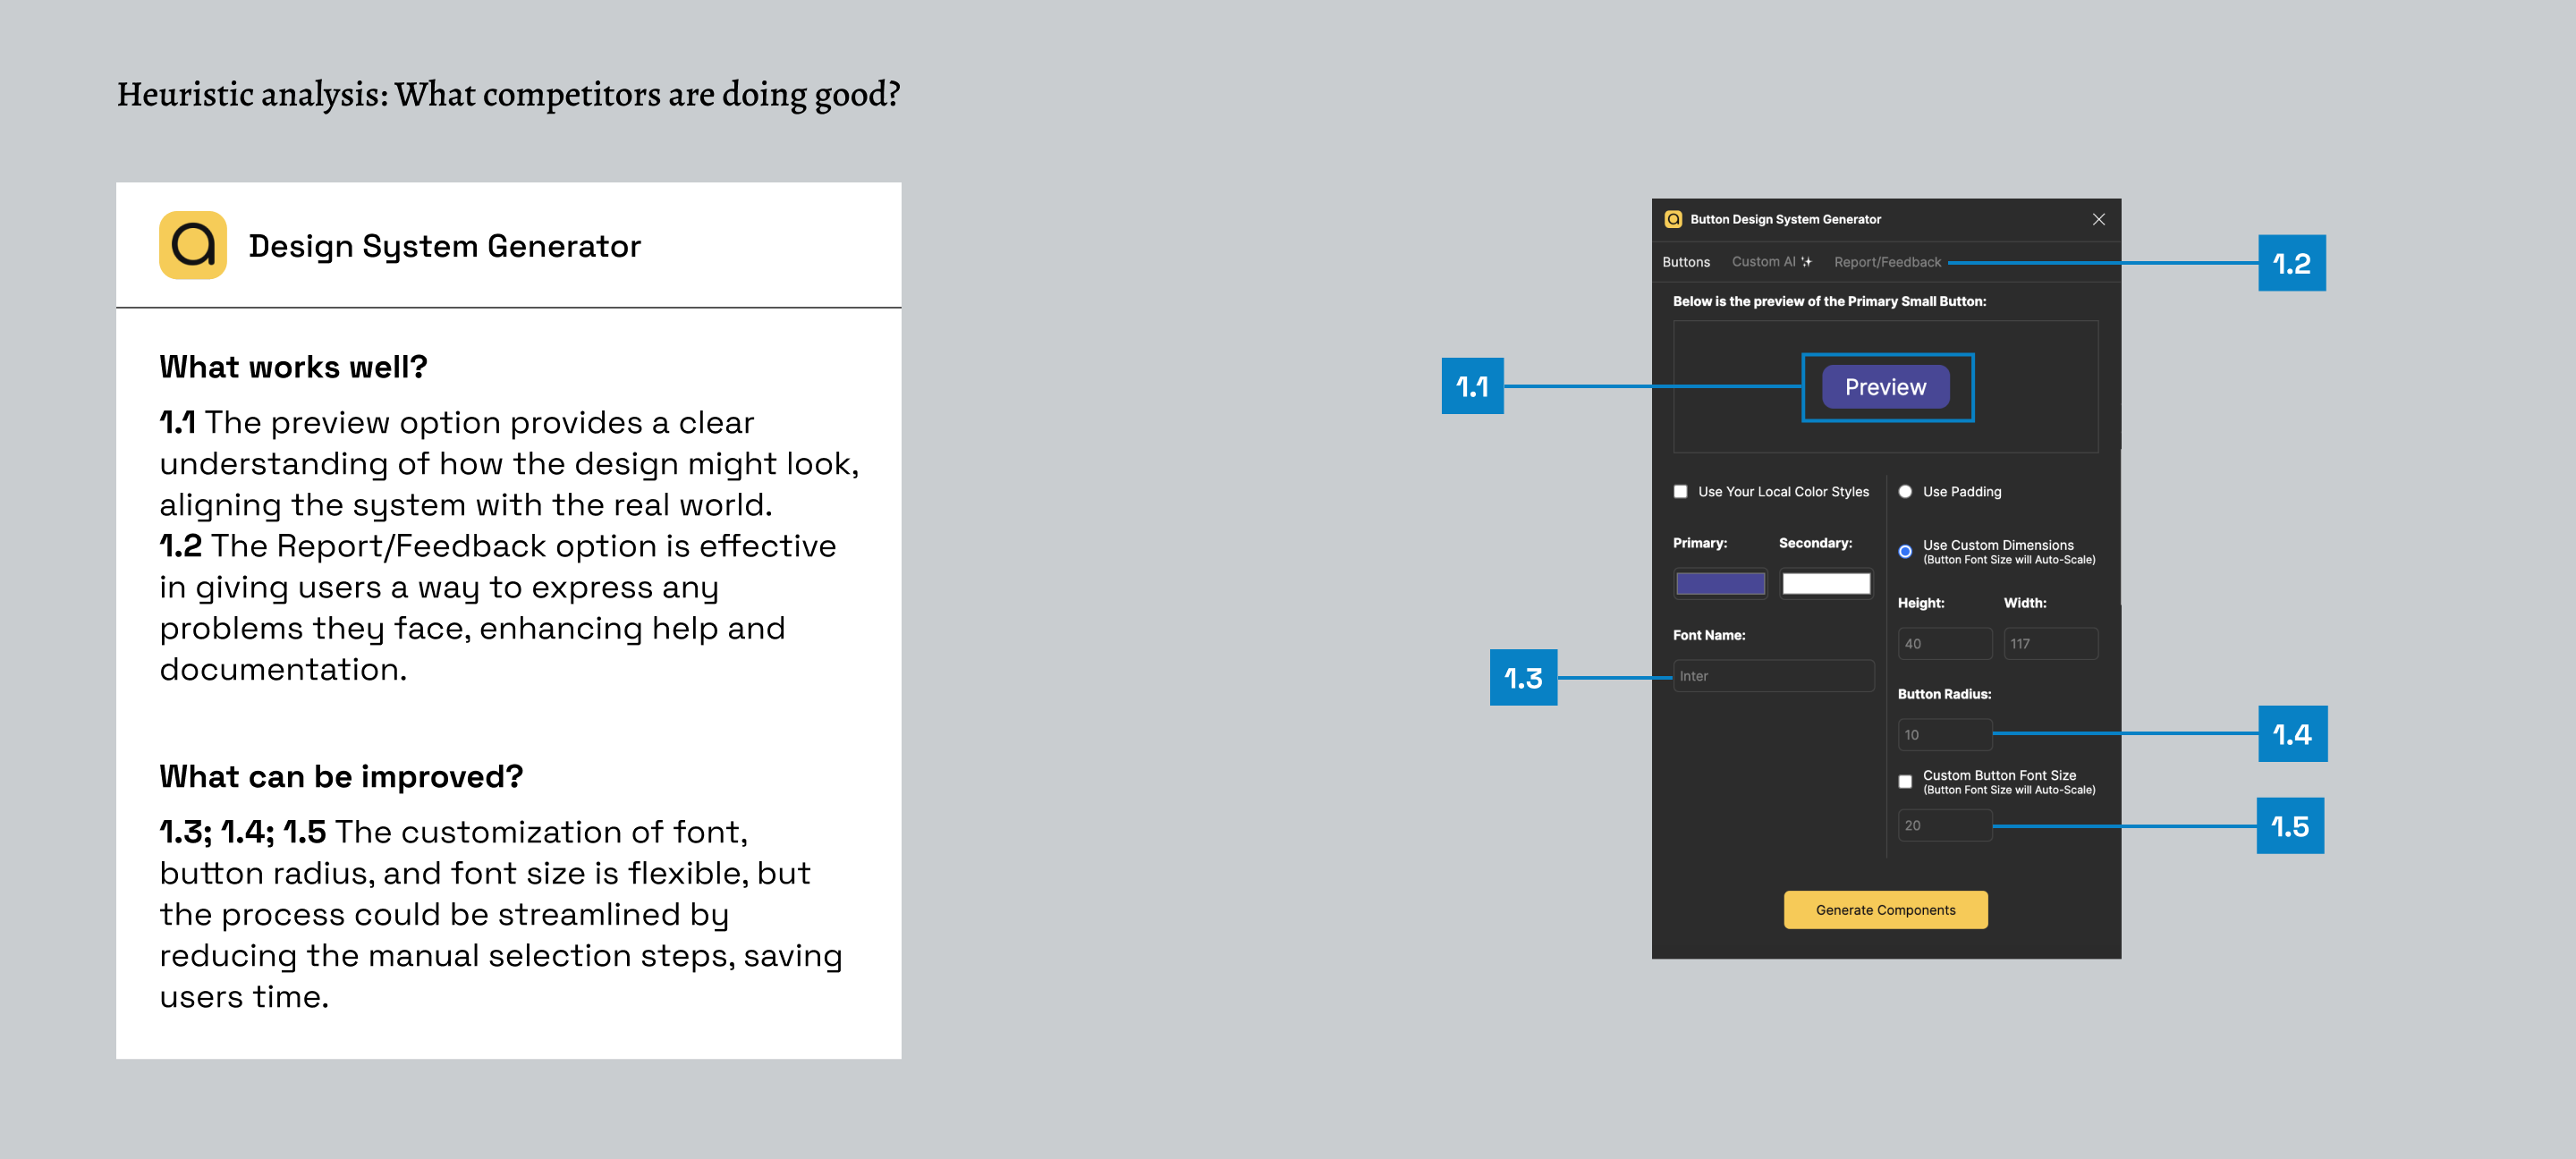 Heuristic analysis: What competitors are doing good?
Design System Generator
What works well?
1.1 The preview option provides a clear
understanding of how the design might look,
aligning the system with the real world.
1.2 The Report/Feedback option is effective
in giving users a way to express any
problems they face, enhancing help and
documentation.
What can be improved?
1.3; 1.4; 1.5 The customization of font,
button radius, and font size is flexible, but
the process could be streamlined by
reducing the manual selection steps, saving
users time.
Button Design System Generator
Buttons Custom AI Report/Feedback
1.2
Below is the preview of the Primary Small Button:
1.1
Preview
Use Your Local Color Styles
Primary: Secondary:
Font Name:
1.3
Inter
Use Padding
Use Custom Dimensions
(Button Font Size will Auto-Scale)
Height: Width:
40 117
Button Radius:
10
1.4
Custom Button Font Size
(Button Font Size will Auto-Scale)
20
1.5
Generate Components